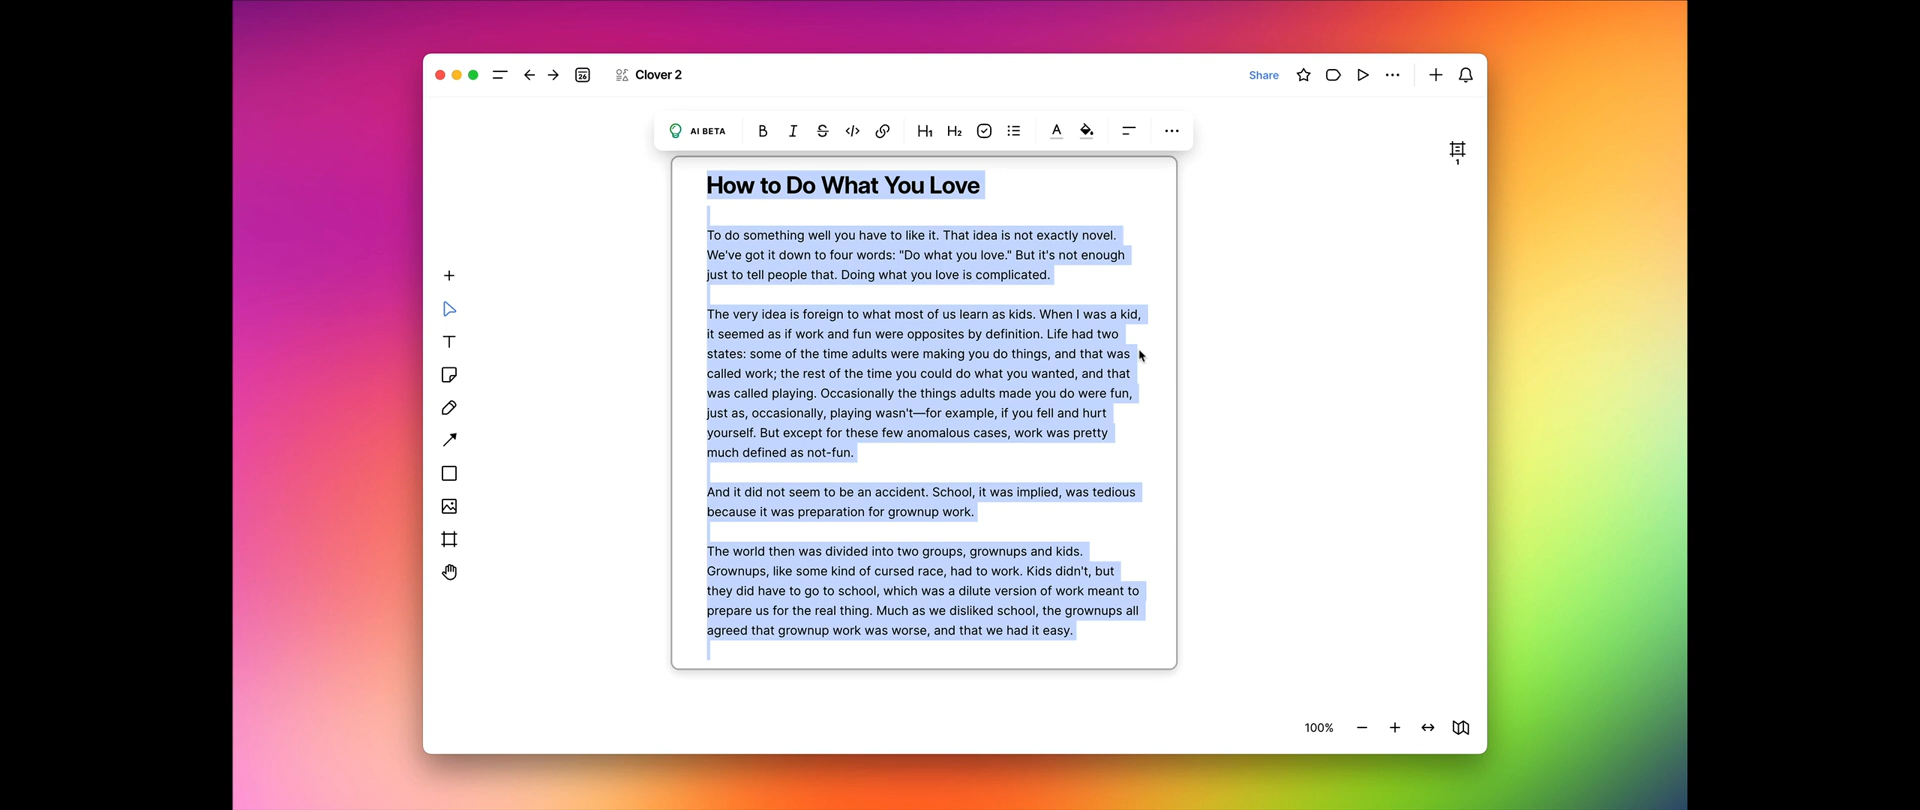 26
Clover 2
Share
AI BETA
B
I
S
H1
H2
A
1
How to Do What You Love
To do something well you have to like it. That idea is not exactly novel.
We've got it down to four words: "Do what you love." But it's not enough
just to tell people that. Doing what you love is complicated.
The very idea is foreign to what most of us learn as kids. When I was a kid,
it seemed as if work and fun were opposites by definition. Life had two
states: some of the time adults were making you do things, and that was
called work; the rest of the time you could do what you wanted, and that
was called playing. Occasionally the things adults made you do were fun,
just as, occasionally, playing wasn't—for example, if you fell and hurt
yourself. But except for these few anomalous cases, work was pretty
much defined as not-fun.
And it did not seem to be an accident. School, it was implied, was tedious
because it was preparation for grownup work.
The world then was divided into two groups, grownups and kids.
Grownups, like some kind of cursed race, had to work. Kids didn't, but
they did have to go to school, which was a dilute version of work meant to
prepare us for the real thing. Much as we disliked school, the grownups all
agreed that grownup work was worse, and that we had it easy.
T
100%